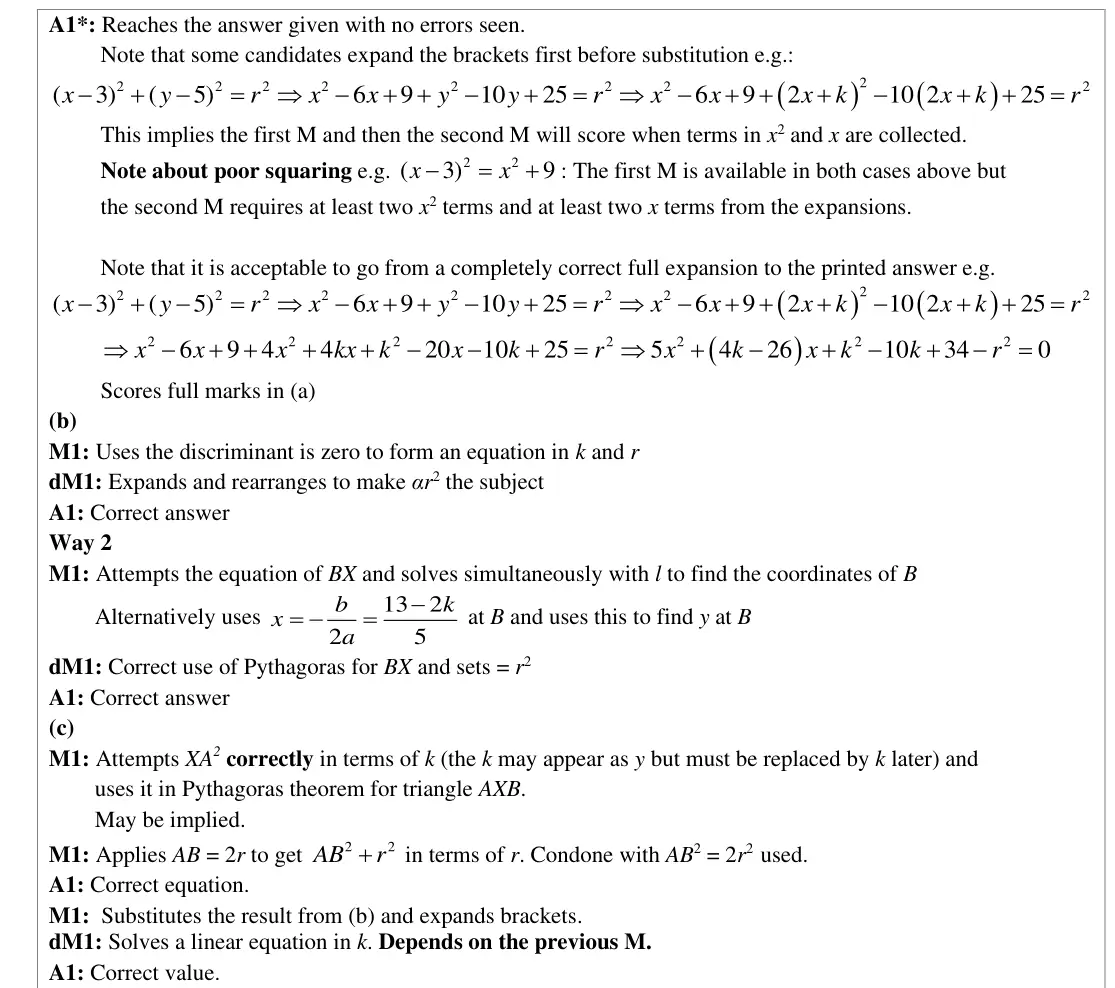 A1*: Reaches the answer given with no errors seen.
Note that some candidates expand the brackets first before substitution e.g.:
(x−3)² + (y−5)² = r² ⇒ x² −6x+9+ y² −10y+25 = r² ⇒ x² −6x+9+(2x+k)² −10(2x+k)+25 = r²
This implies the first M and then the second M will score when terms in x² and x are collected.
Note about poor squaring e.g. (x−3)² = x² +9 : The first M is available in both cases above but
the second M requires at least two x² terms and at least two x terms from the expansions.
Note that it is acceptable to go from a completely correct full expansion to the printed answer e.g.
(x−3)² + (y−5)² = r² ⇒ x² −6x+9+ y² −10y+25 = r² ⇒ x² −6x+9+(2x+k)² −10(2x+k)+25 = r²
⇒ x² −6x+9+4x² +4kx+k² −20x−10k+25 = r² ⇒ 5x² +(4k−26)x+k² −10k+34−r² = 0
Scores full marks in (a)
(b)
M1: Uses the discriminant is zero to form an equation in k and r
dM1: Expands and rearranges to make αr² the subject
A1: Correct answer
Way 2
M1: Attempts the equation of BX and solves simultaneously with l to find the coordinates of B
Alternatively uses x = −b/2a = (13−2k)/5 at B and uses this to find y at B
dM1: Correct use of Pythagoras for BX and sets = r²
A1: Correct answer
(c)
M1: Attempts XA² correctly in terms of k (the k may appear as y but must be replaced by k later) and
uses it in Pythagoras theorem for triangle AXB.
May be implied.
M1: Applies AB = 2r to get AB² + r² in terms of r. Condone with AB² = 2r² used.
A1: Correct equation.
M1: Substitutes the result from (b) and expands brackets.
dM1: Solves a linear equation in k. Depends on the previous M.
A1: Correct value.